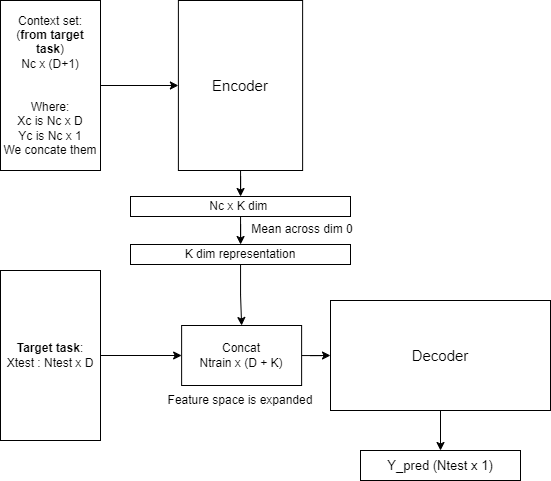 Context set:
(from target
task)
Nc x (D+1)
Where:
Xc is Nc x D
Yc is Nc x 1
We concate them
Encoder
Nc x K dim
Mean across dim 0
K dim representation
Target task:
Xtest : Ntest x D
Concat
Ntrain x (D + K)
Feature space is expanded
Decoder
Y_pred (Ntest x 1)